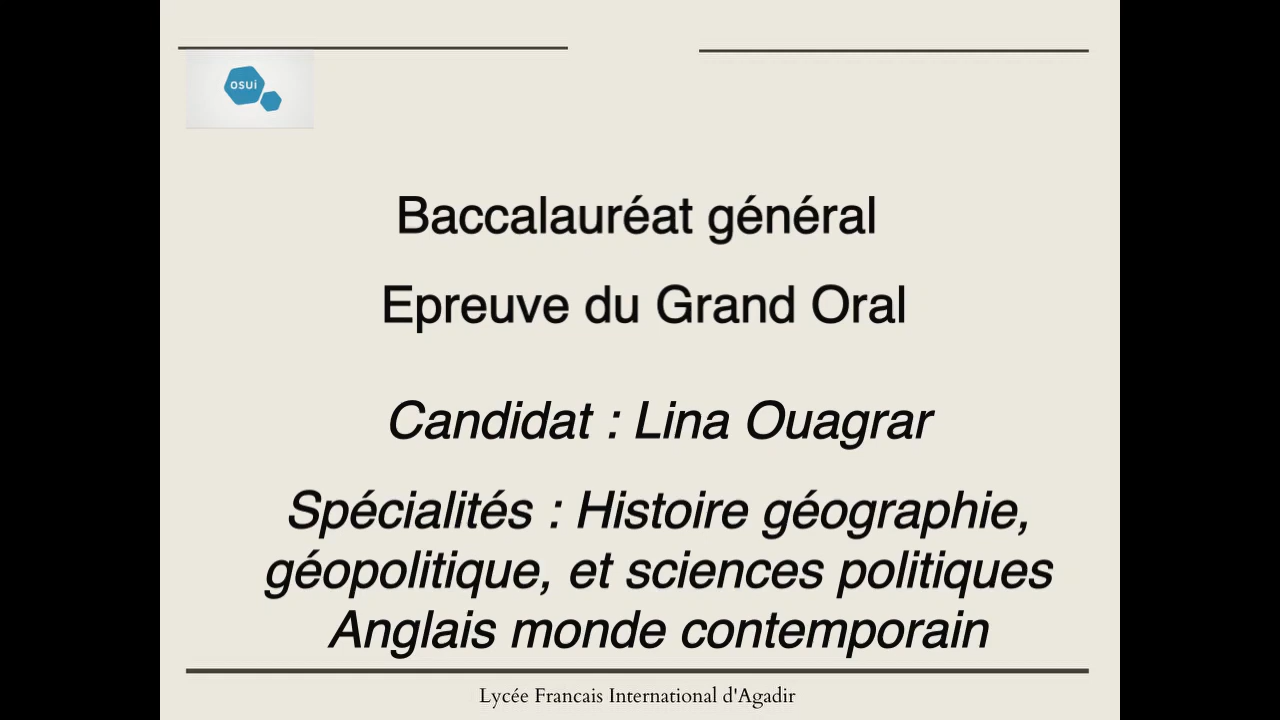 osui
Baccalauréat général
Epreuve du Grand Oral
Candidat : Lina Ouagrar
Spécialités : Histoire géographie,
géopolitique, et sciences politiques
Anglais monde contemporain
Lycée Francais International d'Agadir